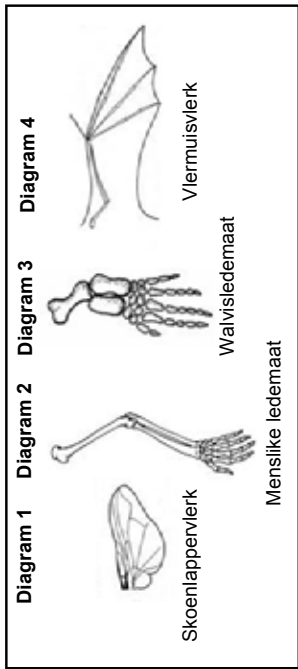 Diagram 1
Diagram 2
Diagram 3
Diagram 4
Skoenlappervlerk
Menslike ledemaat
Walvisledemaat
Vlermuisvlerk